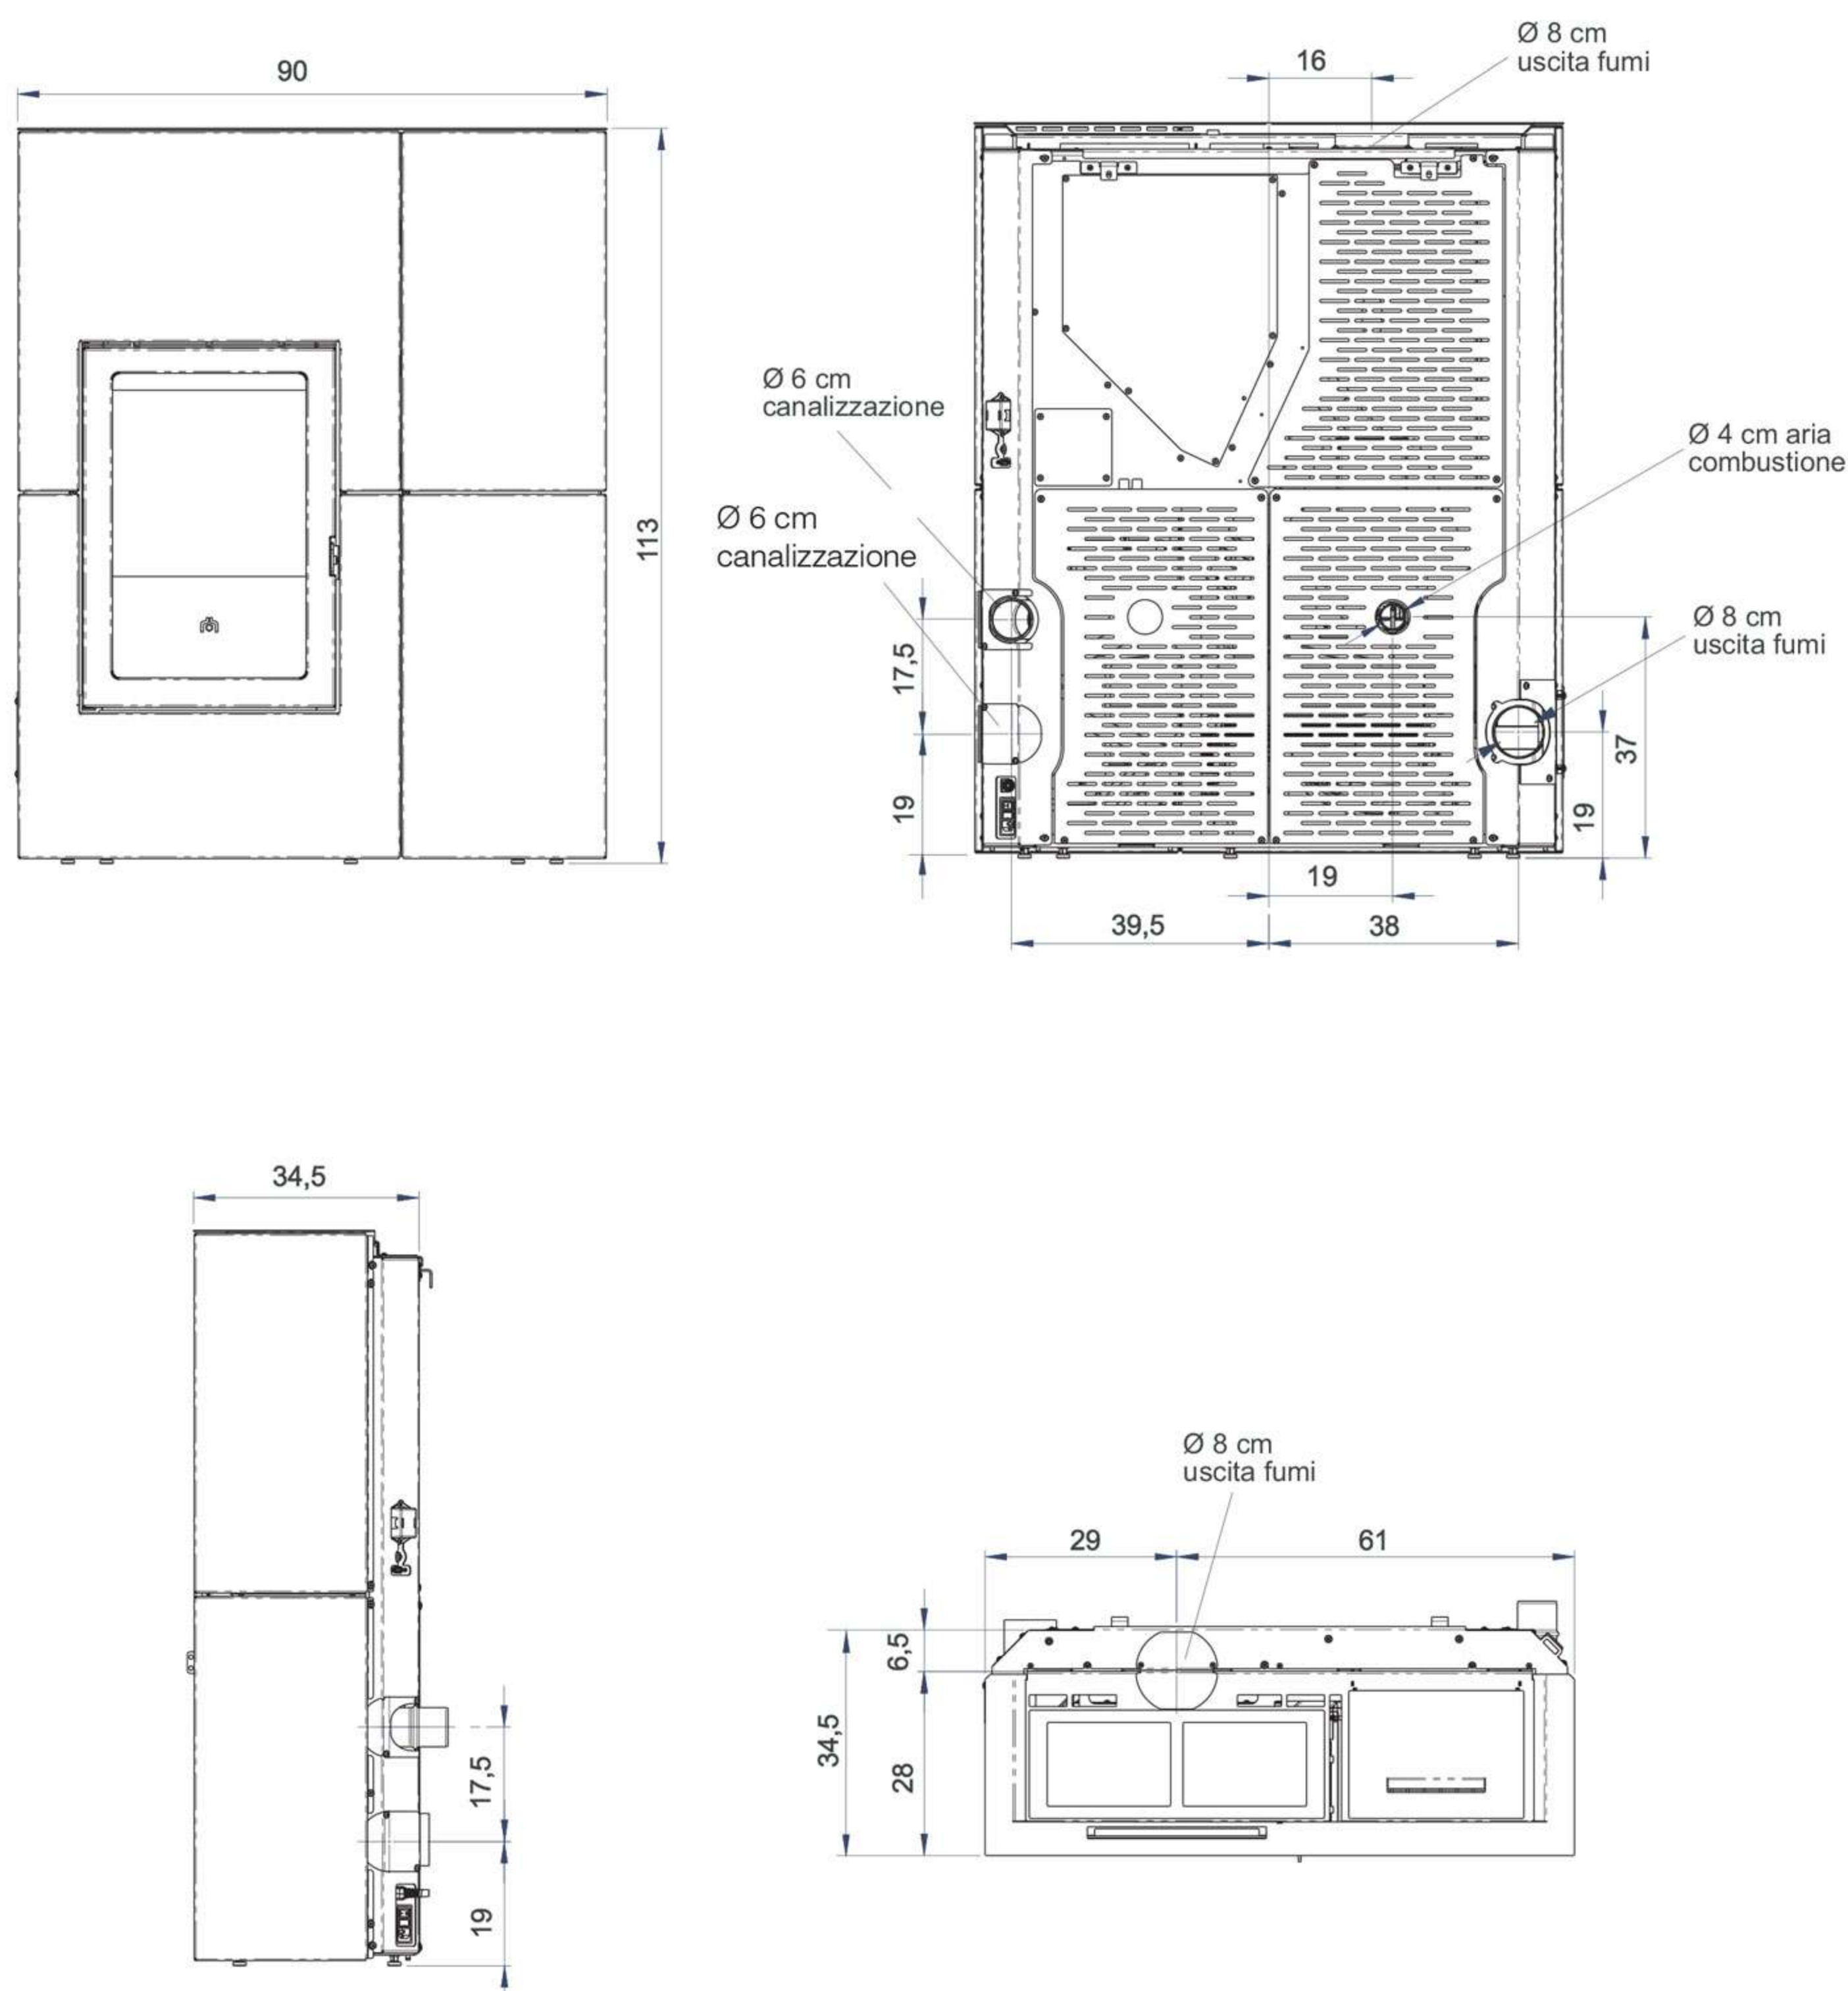 90
113
16
Ø 8 cm
uscita fumi
Ø 6 cm
canalizzazione
Ø 6 cm
canalizzazione
Ø 4 cm aria
combustione
Ø 8 cm
uscita fumi
17,5
19
37
19
19
39,5
38
34,5
17,5
19
Ø 8 cm
uscita fumi
29
61
6,5
34,5
28